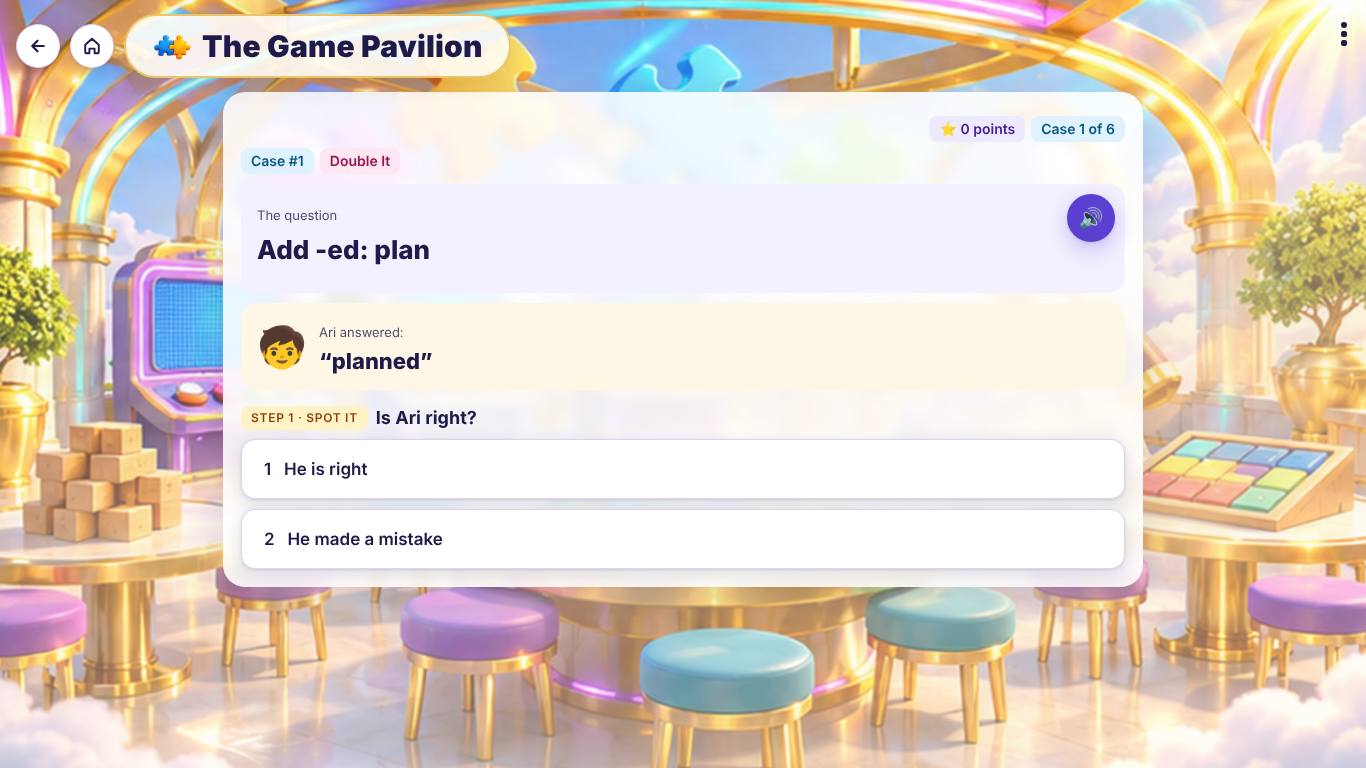 The Game Pavilion
⭐ 0 points Case 1 of 6
Case #1 Double It
The question
Add -ed: plan
Ari answered:
“planned”
STEP 1 · SPOT IT Is Ari right?
1 He is right
2 He made a mistake